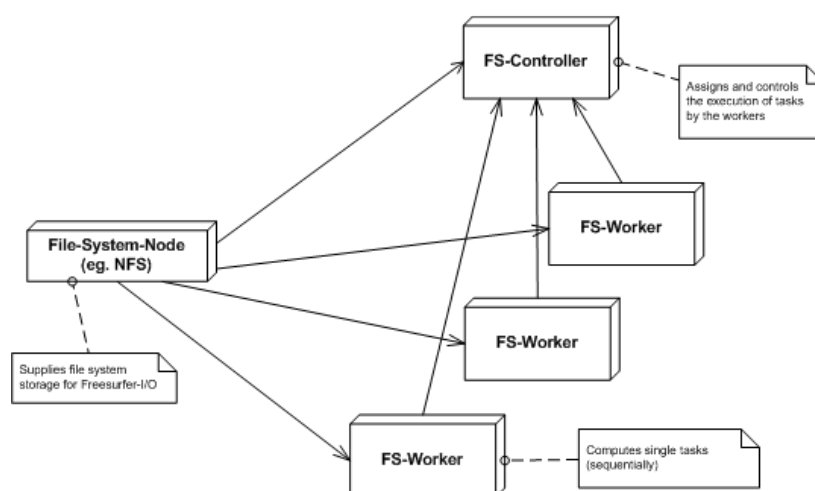 FS-Controller
Assigns and controls
the execution of tasks
by the workers
FS-Worker
File-System-Node
(eg. NFS)
FS-Worker
Supplies file system
storage for Freesurfer-I/O
FS-Worker
Computes single tasks
(sequentially)